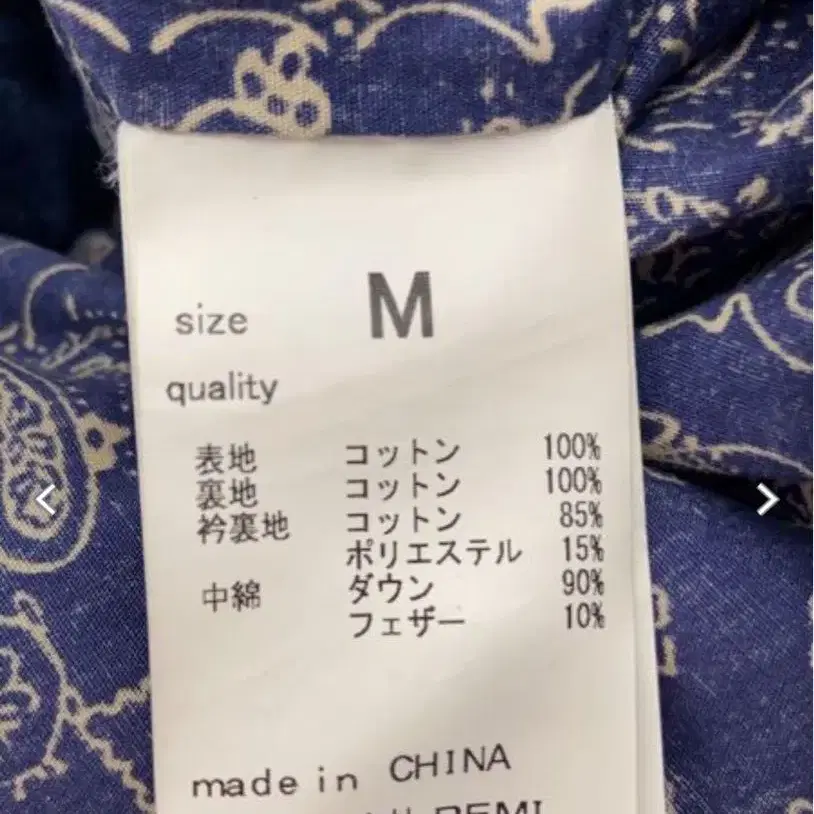 size M
quality
表地 コットン 100%
裏地 コットン 100%
衿裏地 コットン 85%
ポリエステル 15%
中綿 ダウン 90%
フェザー 10%
made in CHINA